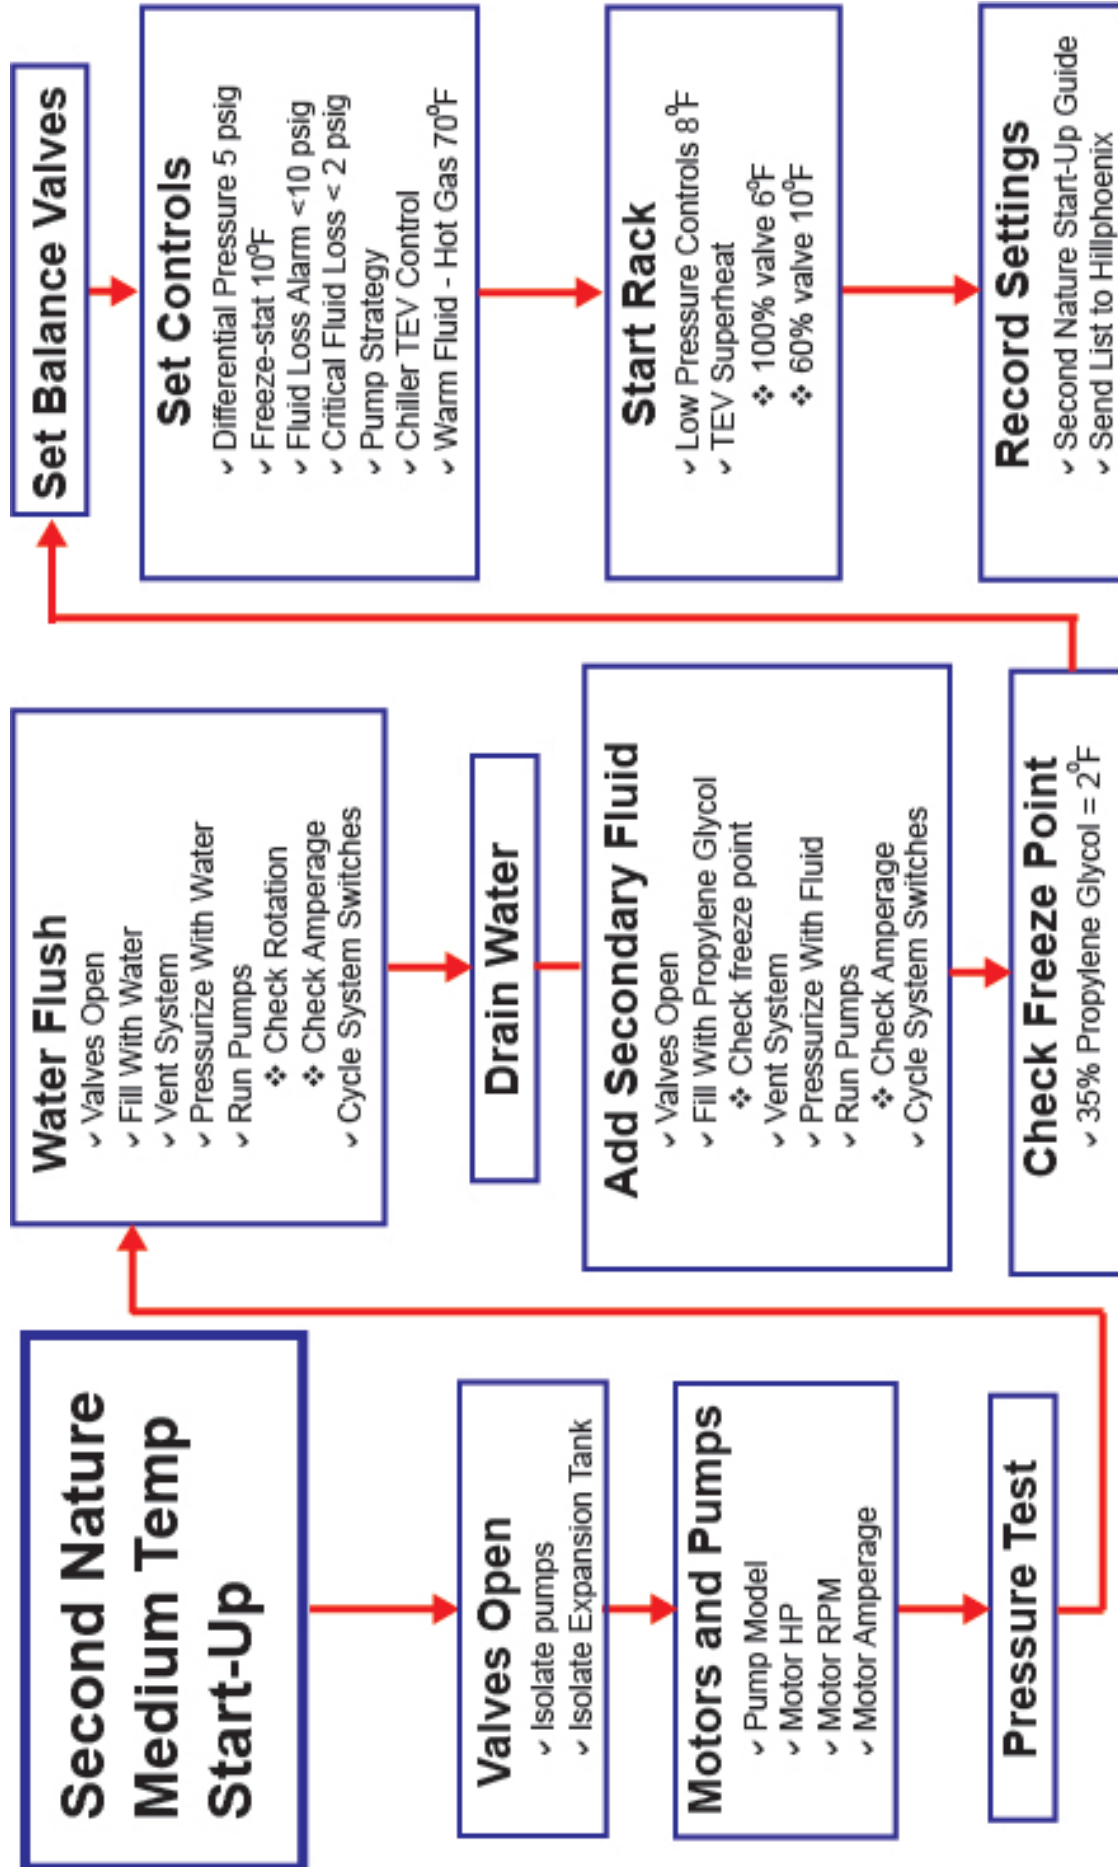 Second Nature
Medium Temp
Start-Up
Valves Open
✓ Isolate pumps
✓ Isolate Expansion Tank
Motors and Pumps
✓ Pump Model
✓ Motor HP
✓ Motor RPM
✓ Motor Amperage
Pressure Test
Water Flush
✓ Valves Open
✓ Fill With Water
✓ Vent System
✓ Pressurize With Water
✓ Run Pumps
❖ Check Rotation
❖ Check Amperage
✓ Cycle System Switches
Drain Water
Add Secondary Fluid
✓ Valves Open
✓ Fill With Propylene Glycol
❖ Check freeze point
✓ Vent System
✓ Pressurize With Fluid
✓ Run Pumps
❖ Check Amperage
✓ Cycle System Switches
Check Freeze Point
✓ 35% Propylene Glycol = 2⁰F
Set Balance Valves
Set Controls
✓ Differential Pressure 5 psig
✓ Freeze-stat 10⁰F
✓ Fluid Loss Alarm <10 psig
✓ Critical Fluid Loss < 2 psig
✓ Pump Strategy
✓ Chiller TEV Control
✓ Warm Fluid - Hot Gas 70⁰F
Start Rack
✓ Low Pressure Controls 8⁰F
✓ TEV Superheat
❖ 100% valve 6⁰F
❖ 60% valve 10⁰F
Record Settings
✓ Second Nature Start-Up Guide
✓ Send List to Hillphoenix